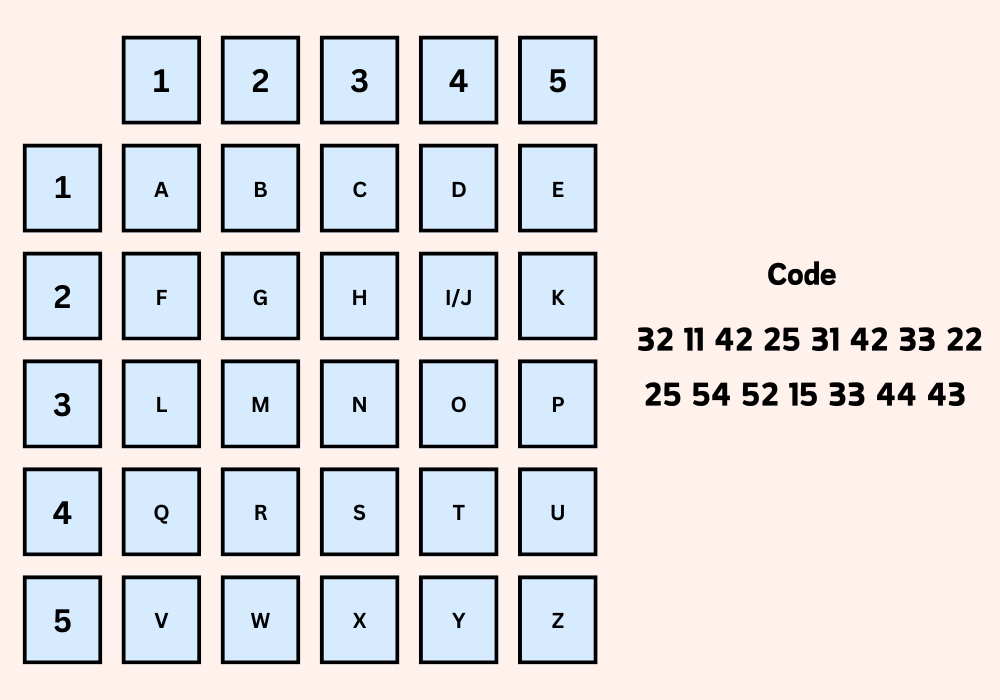 1 2 3 4 5
1 A B C D E
2 F G H I/J K
3 L M N O P
4 Q R S T U
5 V W X Y Z
Code
32 11 42 25 31 42 33 22
25 54 52 15 33 44 43